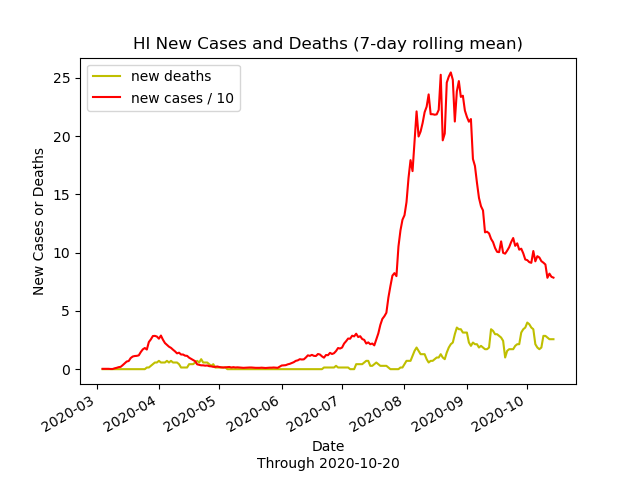 HI New Cases and Deaths (7-day rolling mean)
new deaths
new cases / 10
New Cases or Deaths
25
20
15
10
5
0
2020-03
2020-04
2020-05
2020-06
2020-07
2020-08
2020-09
2020-10
Date
Through 2020-10-20